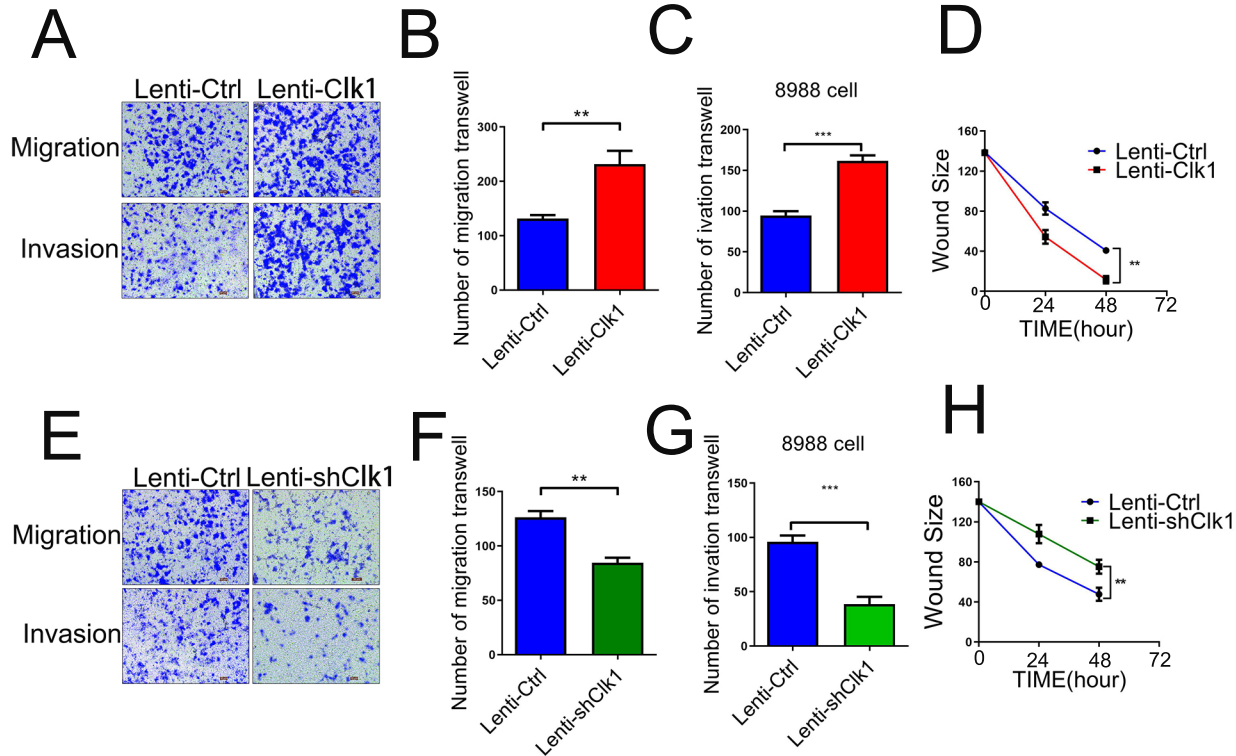 A
Lenti-Ctrl Lenti-Clk1
Migration
Invasion
B
Number of migration transwell
300
200
100
0
**
Lenti-Ctrl
Lenti-Clk1
C
8988 cell
Number of ivation transwell
200
150
100
50
0
***
Lenti-Ctrl
Lenti-Clk1
D
Wound Size
160
120
80
40
0
0 24 48 72
TIME(hour)
Lenti-Ctrl
Lenti-Clk1
**
E
Lenti-Ctrl Lenti-shClk1
Migration
Invasion
F
Number of migration transwell
150
100
50
0
**
Lenti-Ctrl
Lenti-shClk1
G
8988 cell
Number of invation transwell
150
100
50
0
***
Lenti-Ctrl
Lenti-shClk1
H
Wound Size
160
120
80
40
0
0 24 48 72
TIME(hour)
Lenti-Ctrl
Lenti-shClk1
**